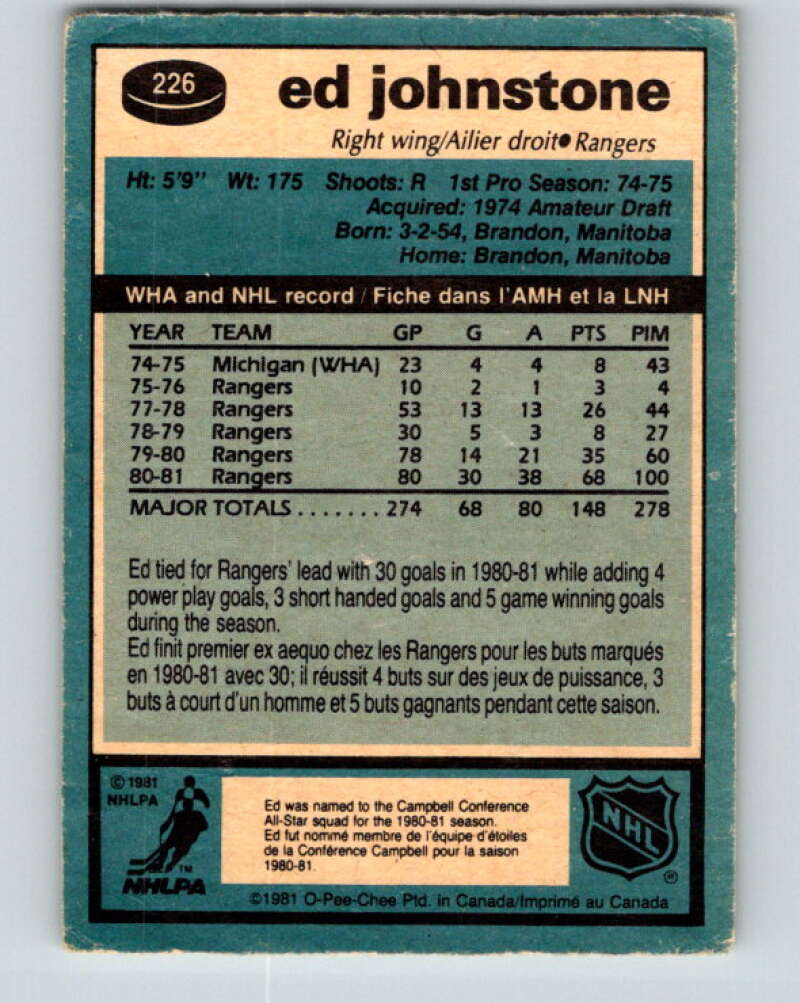 226
ed johnstone
Right wing/Ailier droit● Rangers
Ht: 5'9" Wt: 175 Shoots: R 1st Pro Season: 74-75
Acquired: 1974 Amateur Draft
Born: 3-2-54, Brandon, Manitoba
Home: Brandon, Manitoba
WHA and NHL record / Fiche dans l'AMH et la LNH
YEAR TEAM GP G A PTS PIM
74-75 Michigan (WHA) 23 4 4 8 43
75-76 Rangers 10 2 1 3 4
77-78 Rangers 53 13 13 26 44
78-79 Rangers 30 5 3 8 27
79-80 Rangers 78 14 21 35 60
80-81 Rangers 80 30 38 68 100
MAJOR TOTALS ....... 274 68 80 148 278
Ed tied for Rangers' lead with 30 goals in 1980-81 while adding 4
power play goals, 3 short handed goals and 5 game winning goals
during the season.
Ed finit premier ex aequo chez les Rangers pour les buts marqués
en 1980-81 avec 30; il réussit 4 buts sur des jeux de puissance, 3
buts à court d'un homme et 5 buts gagnants pendant cette saison.
© 1981
NHLPA
TM
NHLPA
Ed was named to the Campbell Conference
All-Star squad for the 1980-81 season.
Ed fut nommé membre de l'équipe d'étoiles
de la Conférence Campbell pour la saison
1980-81.
NHL
©1981 O-Pee-Chee Ptd. in Canada/Imprimé au Canada